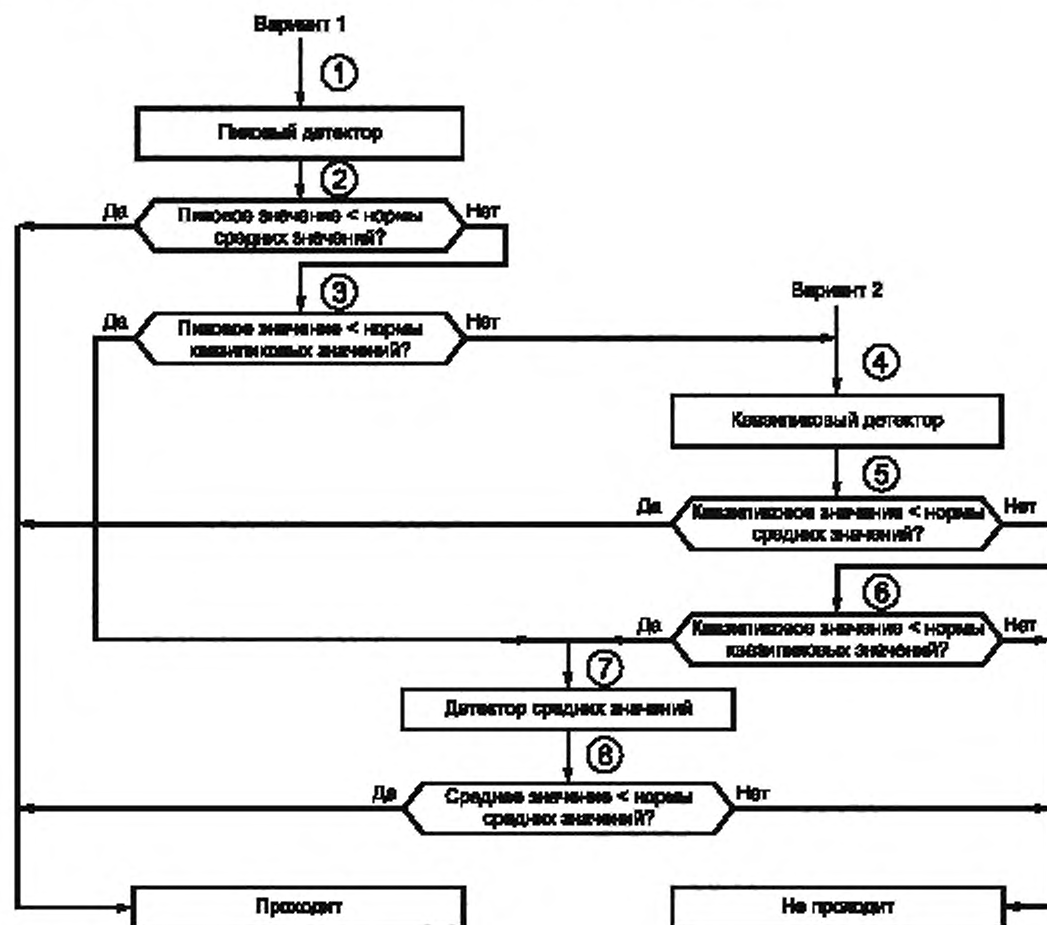 Вариант 1
1
Пиковый детектор
2
Да
Пиковое значение < нормы
средних значений?
Нет
3
Да
Пиковое значение < нормы
квазипиковых значений?
Нет
Вариант 2
4
Квазипиковый детектор
5
Да
Квазипиковое значение < нормы
средних значений?
Нет
6
Да
Квазипиковое значение < нормы
квазипиковых значений?
Нет
7
Детектор средних значений
8
Да
Среднее значение < нормы
средних значений?
Нет
Проходит
Не проходит